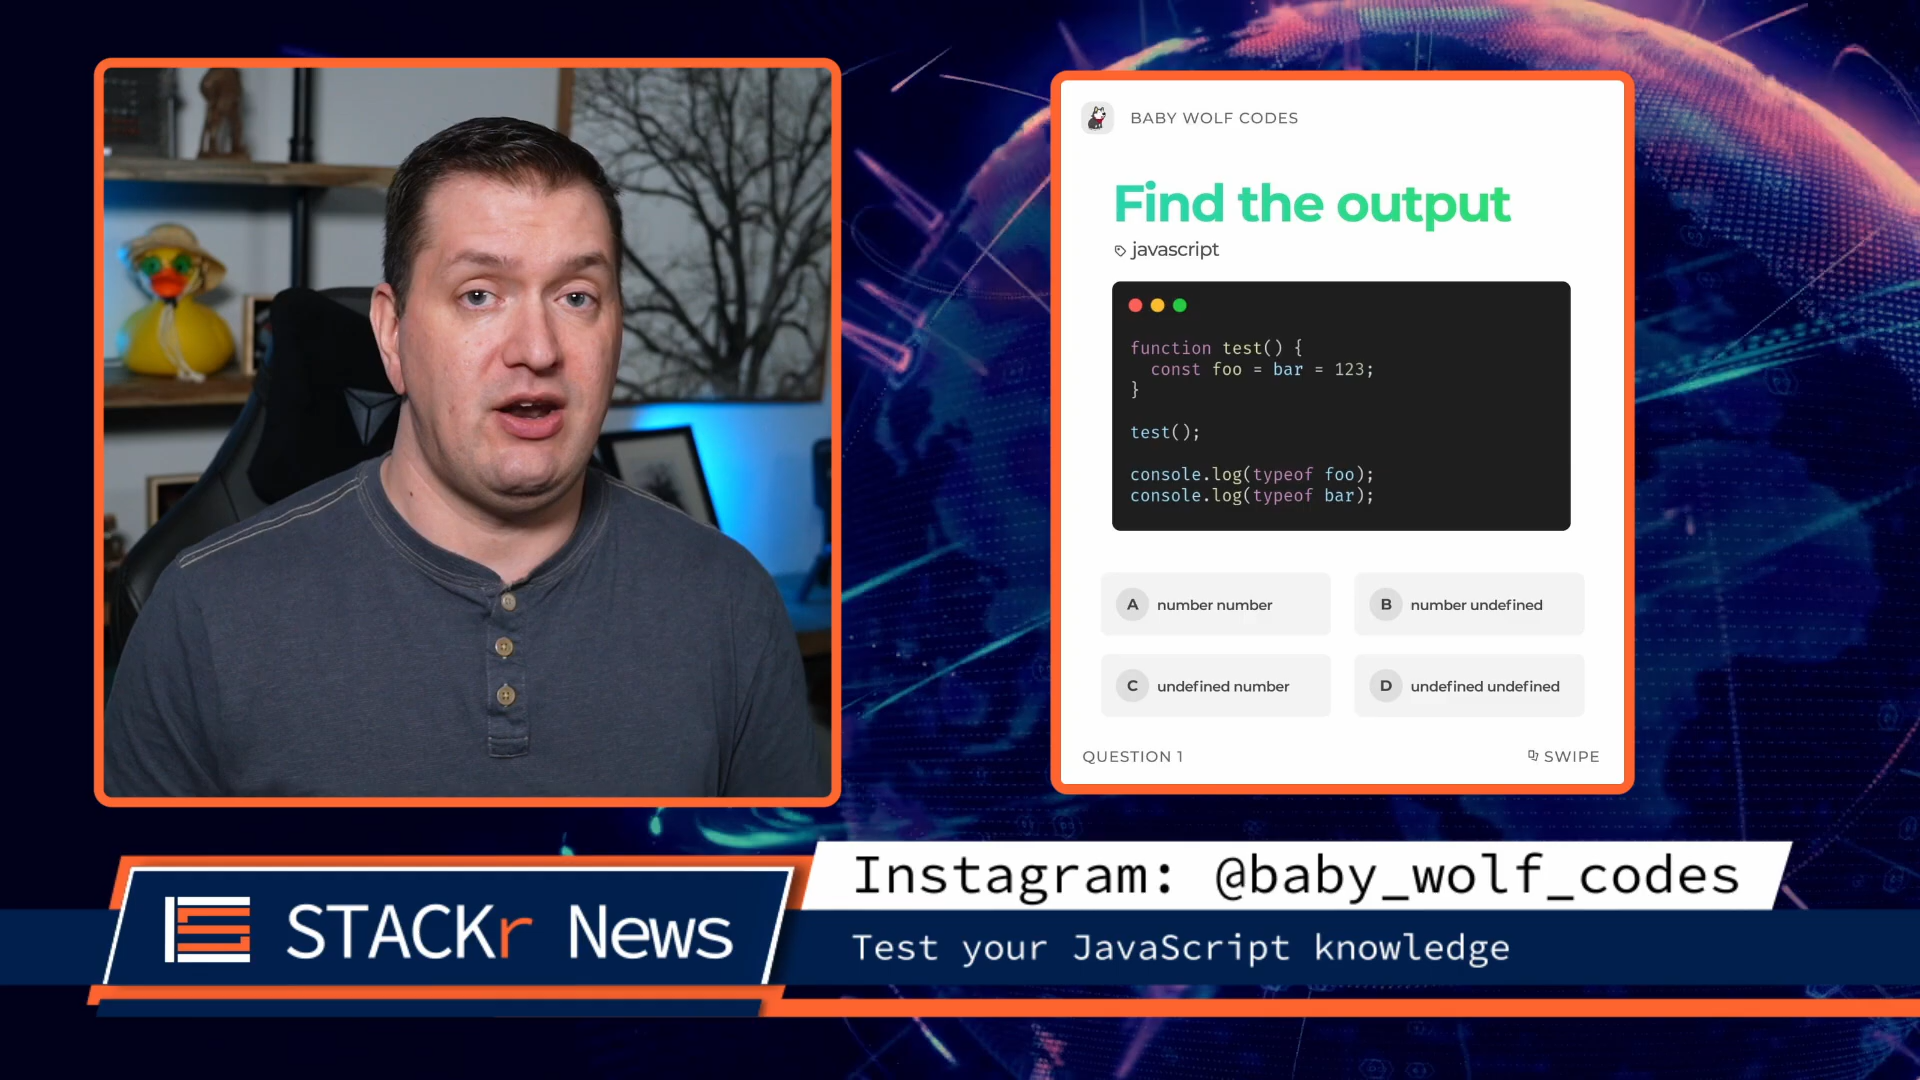 BABY WOLF CODES
Find the output
javascript
function test() {
  const foo = bar = 123;
}
test();
console.log(typeof foo);
console.log(typeof bar);
A number number
B number undefined
C undefined number
D undefined undefined
QUESTION 1
SWIPE
Instagram: @baby_wolf_codes
STACKr News
Test your JavaScript knowledge